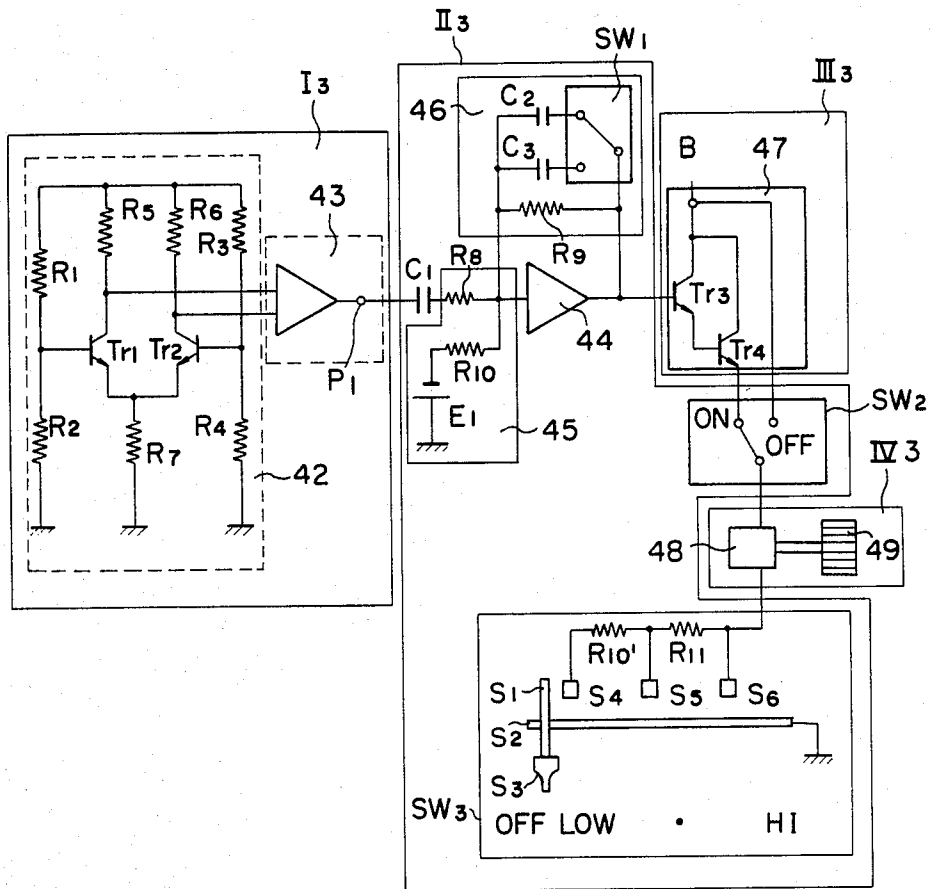 II3
SW1
III3
I3
46
C2
C3
B
47
43
R5
R6
R3
R1
C1
R8
R9
Tr3
44
Tr1
Tr2
P1
R10
Tr4
ON
SW2
R2
R7
R4
E1
45
OFF
42
IV3
48
49
R10'
R11
S1
S4
S5
S6
S2
S3
SW3
OFF LOW • HI